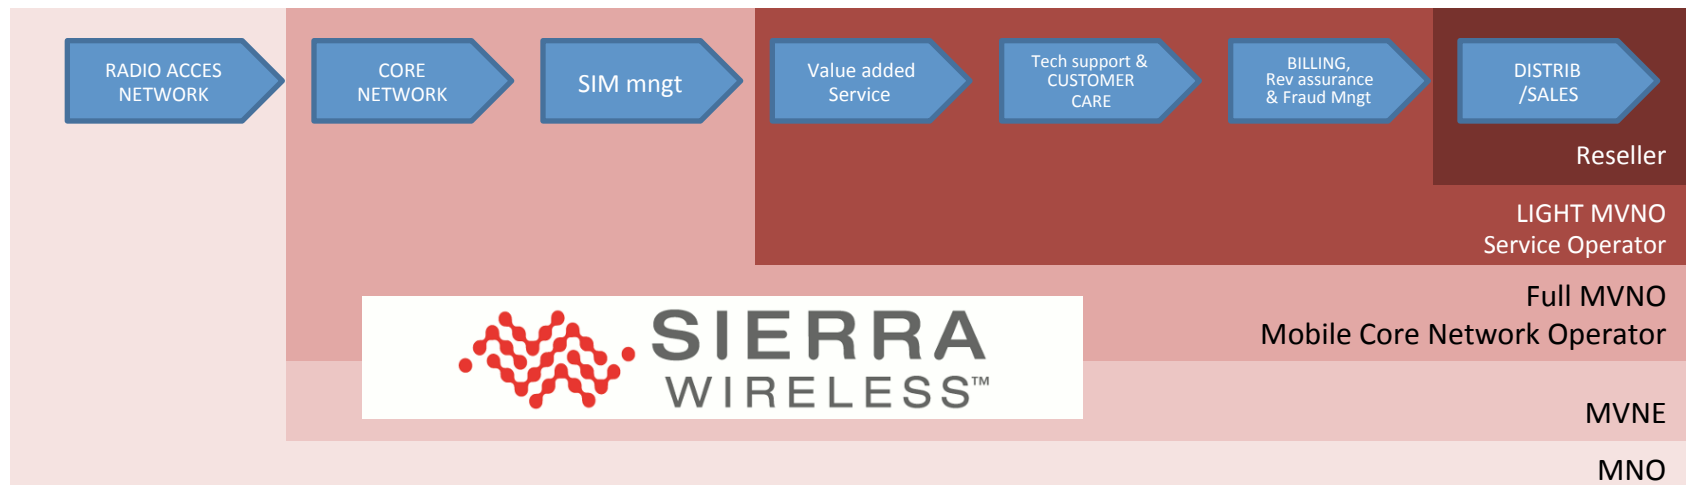 RADIO ACCES
NETWORK
CORE
NETWORK
SIM mngt
Value added
Service
Tech support &
CUSTOMER
CARE
BILLING,
Rev assurance
& Fraud Mngt
DISTRIB
/SALES
Reseller
LIGHT MVNO
Service Operator
Full MVNO
Mobile Core Network Operator
SIERRA
WIRELESS™
MVNE
MNO